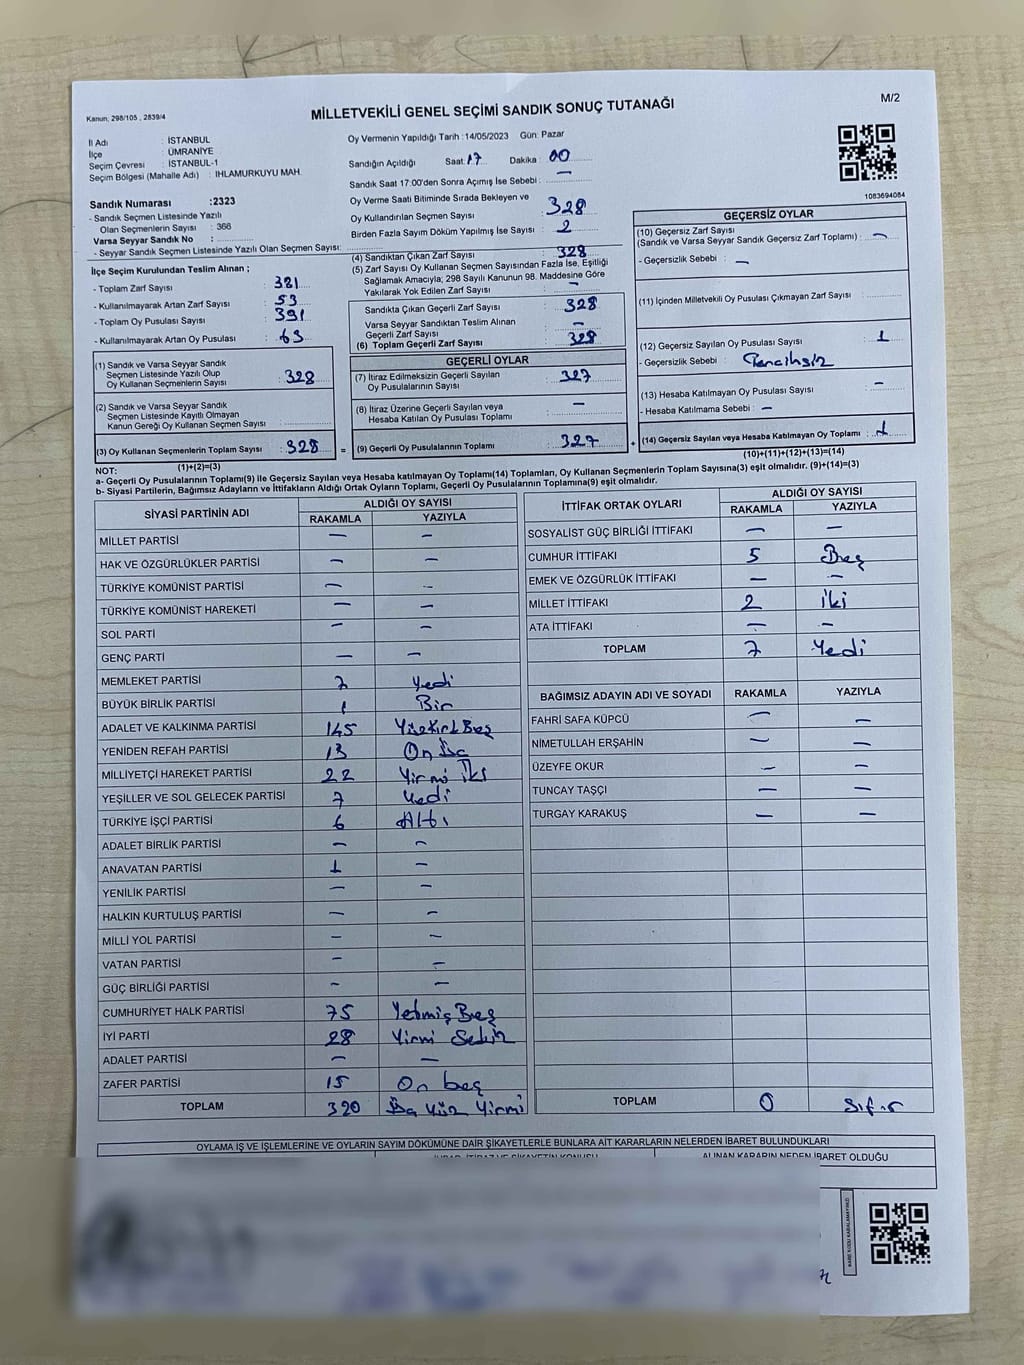 M/2
MİLLETVEKİLİ GENEL SEÇİMİ SANDIK SONUÇ TUTANAĞI
Kanun; 298/105 , 2839/4
İl Adı : İSTANBUL
İlçe : ÜMRANİYE
Seçim Çevresi : İSTANBUL-1
Seçim Bölgesi (Mahalle Adı) : IHLAMURKUYU MAH.
Oy Vermenin Yapıldığı Tarih :14/05/2023 Gün: Pazar
Sandığın Açıldığı Saat: 17 Dakika : 00
Sandık Saat 17:00'den Sonra Açımış İse Sebebi : —
Sandık Numarası :2323
- Sandık Seçmen Listesinde Yazılı
Olan Seçmenlerin Sayısı : 366
Varsa Seyyar Sandık No :
- Seyyar Sandık Seçmen Listesinde Yazılı Olan Seçmen Sayısı:
Oy Verme Saati Bitiminde Sırada Bekleyen ve
Oy Kullandırılan Seçmen Sayısı : 328
Birden Fazla Sayım Döküm Yapılmış İse Sayısı : 2
1083694084
İlçe Seçim Kurulundan Teslim Alınan ;
- Toplam Zarf Sayısı : 381
- Kullanılmayarak Artan Zarf Sayısı : 53
- Toplam Oy Pusulası Sayısı : 391
- Kullanılmayarak Artan Oy Pusulası : 63
(4) Sandıktan Çıkan Zarf Sayısı : 328
(5) Zarf Sayısı Oy Kullanan Seçmen Sayısından Fazla İse, Eşitliği
Sağlamak Amacıyla; 298 Sayılı Kanunun 98. Maddesine Göre
Yakılarak Yok Edilen Zarf Sayısı : —
Sandıkta Çıkan Geçerli Zarf Sayısı : 328
Varsa Seyyar Sandıktan Teslim Alınan
Geçerli Zarf Sayısı : —
(6) Toplam Geçerli Zarf Sayısı : 328
GEÇERSİZ OYLAR
(10) Geçersiz Zarf Sayısı
(Sandık ve Varsa Seyyar Sandık Geçersiz Zarf Toplamı) : —
- Geçersizlik Sebebi : —
(11) İçinden Milletvekili Oy Pusulası Çıkmayan Zarf Sayısı :
(12) Geçersiz Sayılan Oy Pusulası Sayısı : 1
- Geçersizlik Sebebi : Tercihsiz
(13) Hesaba Katılmayan Oy Pusulası Sayısı : —
- Hesaba Katılmama Sebebi : —
(14) Geçersiz Sayılan veya Hesaba Katılmayan Oy Toplamı : 1
(10)+(11)+(12)+(13)=(14)
(1) Sandık ve Varsa Seyyar Sandık
Seçmen Listesinde Yazılı Olup
Oy Kullanan Seçmenlerin Sayısı : 328
(2) Sandık ve Varsa Seyyar Sandık
Seçmen Listesinde Kayıtlı Olmayan
Kanun Gereği Oy Kullanan Seçmen Sayısı :
(3) Oy Kullanan Seçmenlerin Toplam Sayısı : 328 =
(1)+(2)=(3)
GEÇERLİ OYLAR
(7) İtiraz Edilmeksizin Geçerli Sayılan
Oy Pusulalarının Sayısı : 327
(8) İtiraz Üzerine Geçerli Sayılan veya
Hesaba Katılan Oy Pusulası Toplamı : —
(9) Geçerli Oy Pusulalarının Toplamı : 327 +
NOT:
a- Geçerli Oy Pusulalarının Toplamı(9) ile Geçersiz Sayılan veya Hesaba katılmayan Oy Toplamı(14) Toplamları, Oy Kullanan Seçmenlerin Toplam Sayısına(3) eşit olmalıdır. (9)+(14)=(3)
b- Siyasi Partilerin, Bağımsız Adayların ve İttifakların Aldığı Ortak Oyların Toplamı, Geçerli Oy Pusulalarının Toplamına(9) eşit olmalıdır.
SİYASİ PARTİNİN ADI ALDIĞI OY SAYISI
RAKAMLA YAZIYLA
MİLLET PARTİSİ — —
HAK VE ÖZGÜRLÜKLER PARTİSİ — —
TÜRKİYE KOMÜNİST PARTİSİ — —
TÜRKİYE KOMÜNİST HAREKETİ — —
SOL PARTİ — —
GENÇ PARTİ — —
MEMLEKET PARTİSİ 7 Yedi
BÜYÜK BİRLİK PARTİSİ 1 Bir
ADALET VE KALKINMA PARTİSİ 145 Yüzkırk Beş
YENİDEN REFAH PARTİSİ 13 On Üç
MİLLİYETÇİ HAREKET PARTİSİ 22 Yirmi İki
YEŞİLLER VE SOL GELECEK PARTİSİ 7 Yedi
TÜRKİYE İŞÇİ PARTİSİ 6 Altı
ADALET BİRLİK PARTİSİ — —
ANAVATAN PARTİSİ 1 —
YENİLİK PARTİSİ — —
HALKIN KURTULUŞ PARTİSİ — —
MİLLİ YOL PARTİSİ — —
VATAN PARTİSİ — —
GÜÇ BİRLİĞİ PARTİSİ — —
CUMHURİYET HALK PARTİSİ 75 Yetmiş Beş
İYİ PARTİ 28 Yirmi Sekiz
ADALET PARTİSİ — —
ZAFER PARTİSİ 15 On beş
TOPLAM 320 Üç Yüz Yirmi
İTTİFAK ORTAK OYLARI ALDIĞI OY SAYISI
RAKAMLA YAZIYLA
SOSYALİST GÜÇ BİRLİĞİ İTTİFAKI — —
CUMHUR İTTİFAKI 5 Beş
EMEK VE ÖZGÜRLÜK İTTİFAKI — —
MİLLET İTTİFAKI 2 iki
ATA İTTİFAKI — —
TOPLAM 7 Yedi
BAĞIMSIZ ADAYIN ADI VE SOYADI RAKAMLA YAZIYLA
FAHRİ SAFA KÜPCÜ — —
NİMETULLAH ERŞAHİN — —
ÜZEYFE OKUR — —
TUNCAY TAŞÇI — —
TURGAY KARAKUŞ — —
TOPLAM 0 Sıfır
OYLAMA İŞ VE İŞLEMLERİNE VE OYLARIN SAYIM DÖKÜMÜNE DAİR ŞİKAYETLERLE BUNLARA AİT KARARLARIN NELERDEN İBARET BULUNDUKLARI
ALINAN KARARIN NEDEN İBARET OLDUĞU
KARE KODU KARALAMAYINIZ!